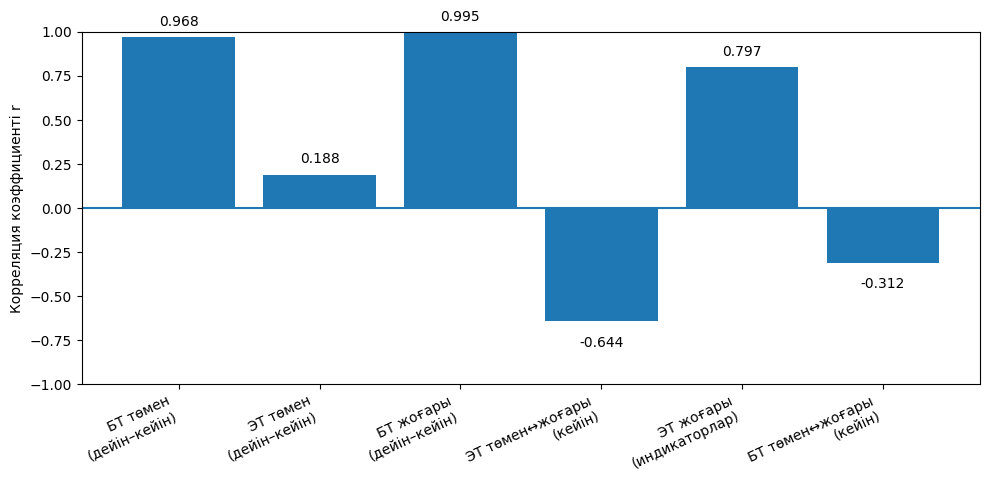 0.968
0.188
0.995
-0.644
0.797
-0.312
Корреляция коэффициенті r
1.00
0.75
0.50
0.25
0.00
−0.25
−0.50
−0.75
−1.00
БТ төмен
(дейін–кейін)
ЭТ төмен
(дейін–кейін)
БТ жоғары
(дейін–кейін)
ЭТ төмен↔жоғары
(кейін)
ЭТ жоғары
(индикаторлар)
БТ төмен↔жоғары
(кейін)